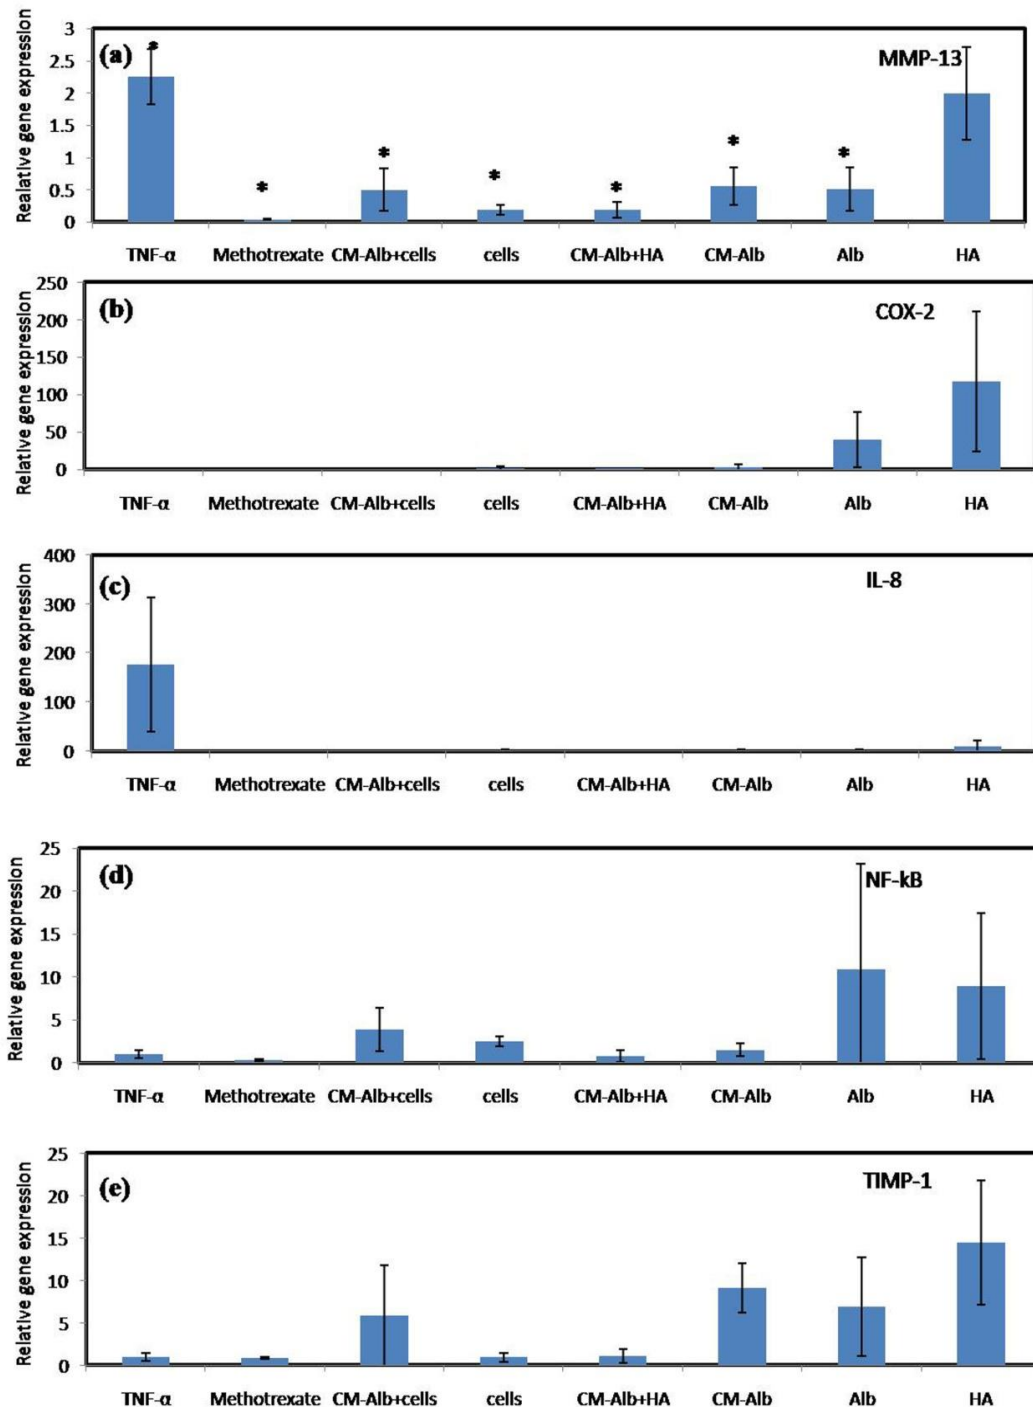 (a)
MMP-13
Realative gene expression
3
2.5
2
1.5
1
0.5
0
* * * * * * *
TNF-α Methotrexate CM-Alb+cells cells CM-Alb+HA CM-Alb Alb HA
(b)
COX-2
Relative gene expression
250
200
150
100
50
0
TNF-α Methotrexate CM-Alb+cells cells CM-Alb+HA CM-Alb Alb HA
(c)
IL-8
Relative gene expression
400
300
200
100
0
TNF-α Methotrexate CM-Alb+cells cells CM-Alb+HA CM-Alb Alb HA
(d)
NF-kB
Relative gene expression
25
20
15
10
5
0
TNF-α Methotrexate CM-Alb+cells cells CM-Alb+HA CM-Alb Alb HA
(e)
TIMP-1
Relative gene expression
25
20
15
10
5
0
TNF-α Methotrexate CM-Alb+cells cells CM-Alb+HA CM-Alb Alb HA